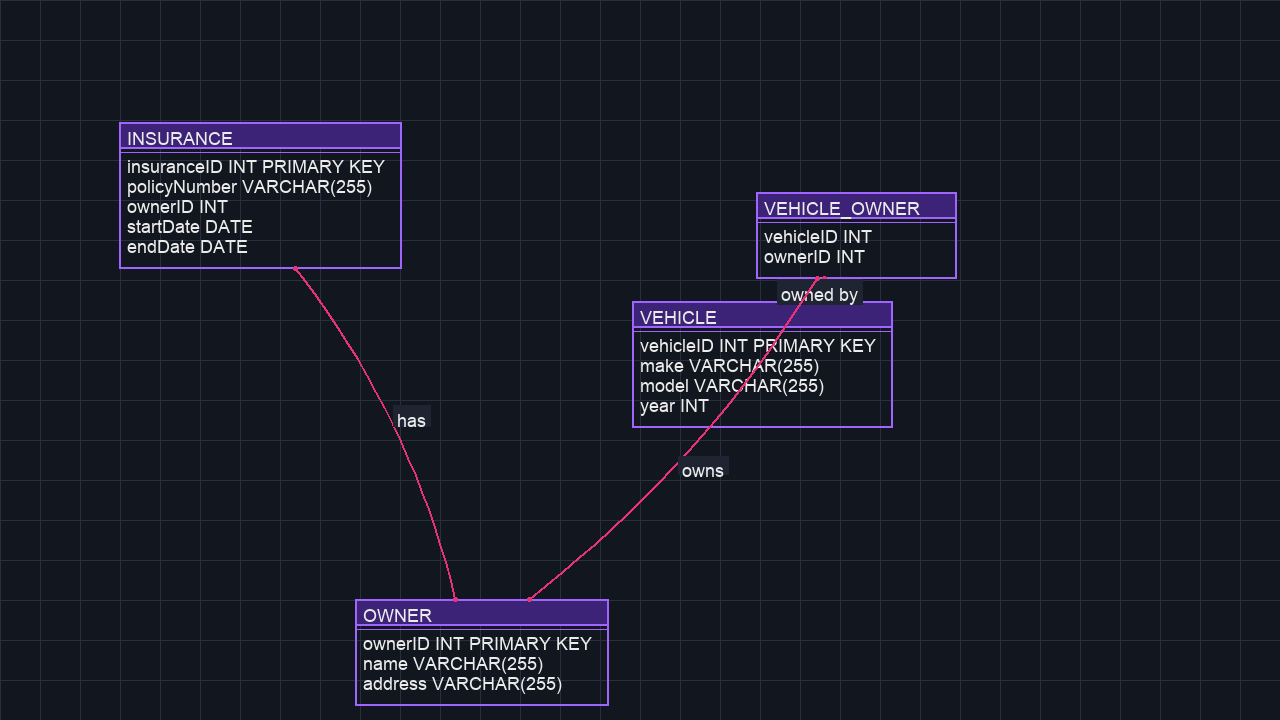 INSURANCE
insuranceID INT PRIMARY KEY
policyNumber VARCHAR(255)
ownerID INT
startDate DATE
endDate DATE
VEHICLE_OWNER
vehicleID INT
ownerID INT
owned by
VEHICLE
vehicleID INT PRIMARY KEY
make VARCHAR(255)
model VARCHAR(255)
year INT
has
owns
OWNER
ownerID INT PRIMARY KEY
name VARCHAR(255)
address VARCHAR(255)